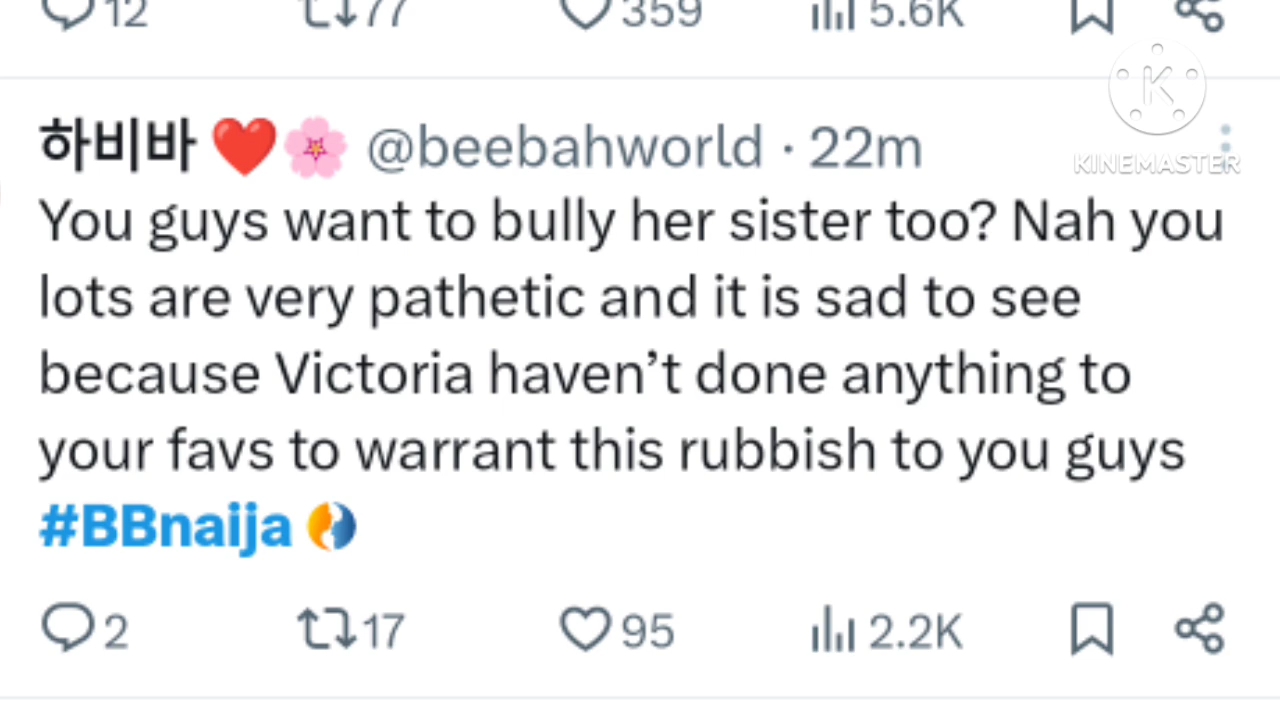 12 77 359 5.6K
하비바 ❤️🌸 @beebahworld · 22m
KINEMASTER
You guys want to bully her sister too? Nah you
lots are very pathetic and it is sad to see
because Victoria haven’t done anything to
your favs to warrant this rubbish to you guys
#BBnaija
2 17 95 2.2K